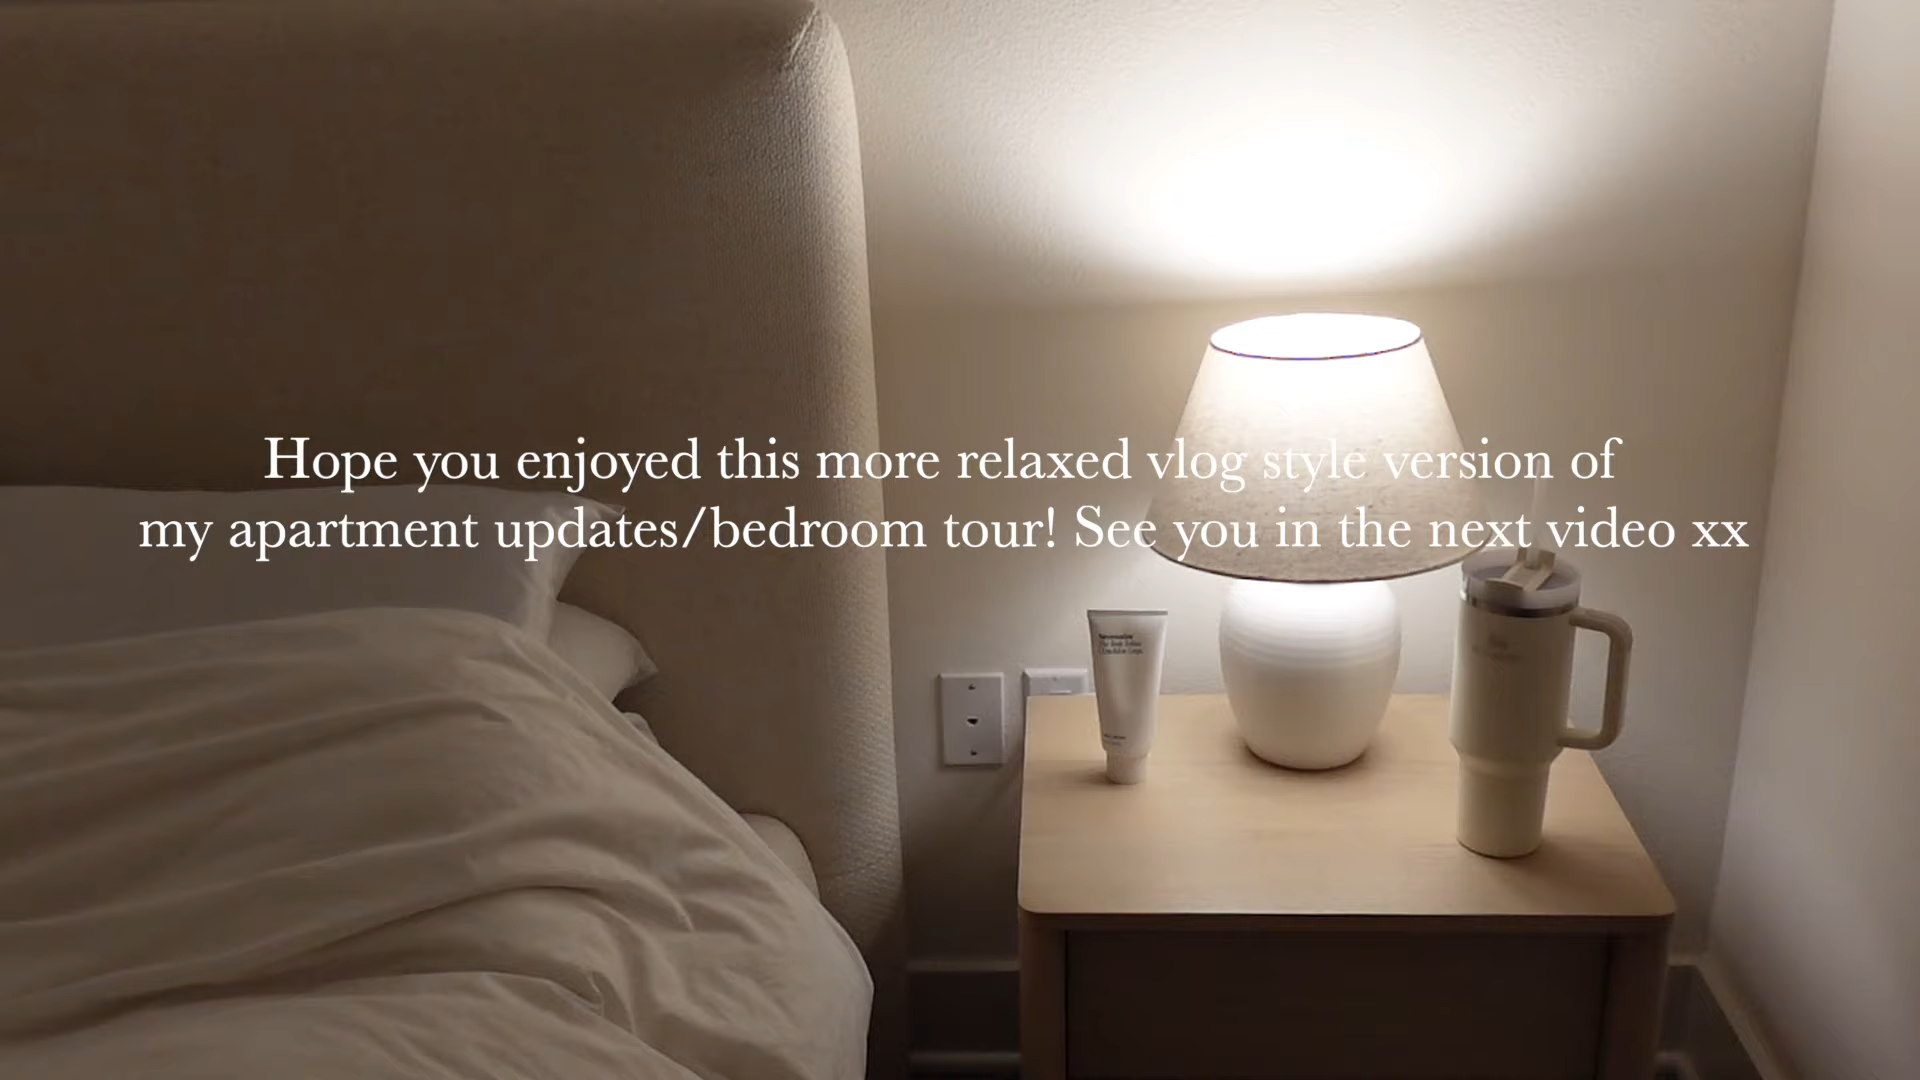 Hope you enjoyed this more relaxed vlog style version of
my apartment updates/bedroom tour! See you in the next video xx